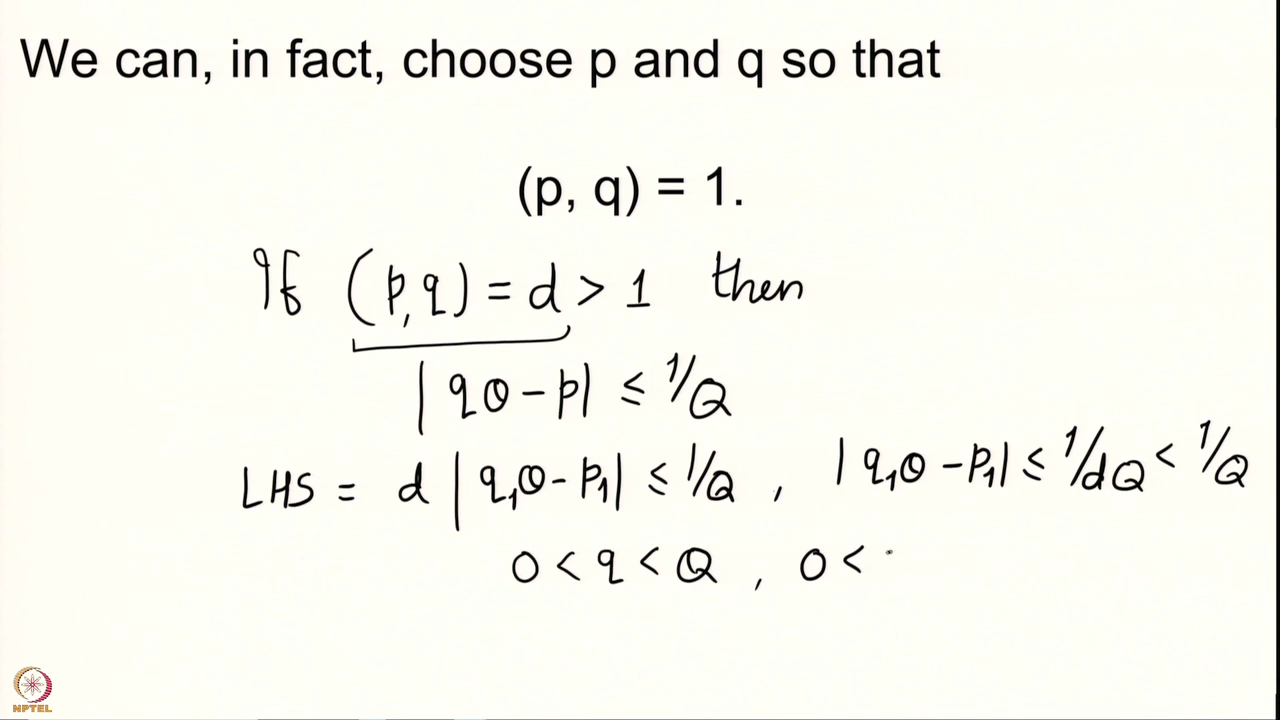 We can, in fact, choose p and q so that
(p, q) = 1.
If (p,q) = d > 1 then
|qθ - p| ≤ 1/Q
LHS = d |q₁θ - p₁| ≤ 1/Q , |q₁θ - p₁| ≤ 1/dQ < 1/Q
0 < q < Q , 0 <
NPTEL